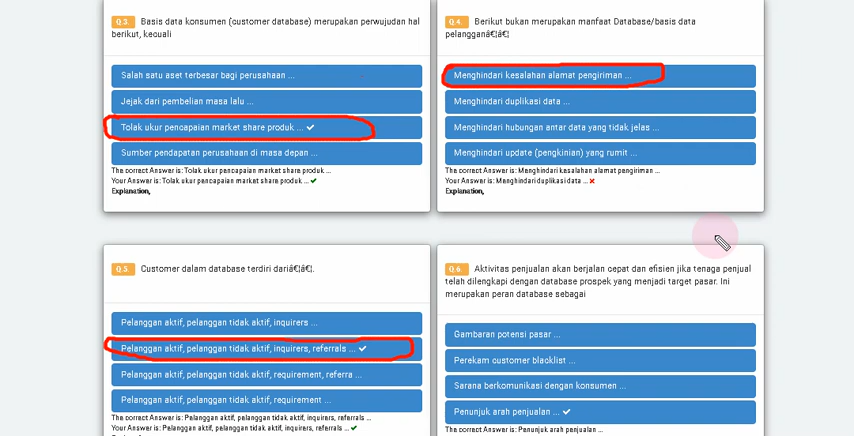 Q.3. Basis data konsumen (customer database) merupakan perwujudan hal
berikut, kecuali
Salah satu aset terbesar bagi perusahaan ...
Jejak dari pembelian masa lalu ...
Tolak ukur pencapaian market share produk ... ✔
Sumber pendapatan perusahaan di masa depan ...
The correct Answer is: Tolak ukur pencapaian market share produk ...
Your Answer is: Tolak ukur pencapaian market share produk ... ✔
Explanation,
Q.4. Berikut bukan merupakan manfaat Database/basis data
pelanggan…
Menghindari kesalahan alamat pengiriman ...
Menghindari duplikasi data ...
Menghindari hubungan antar data yang tidak jelas ...
Menghindari update (pengkinian) yang rumit ...
The correct Answer is: Menghindari kesalahan alamat pengiriman ...
Your Answer is: Menghindari duplikasi data ... ✖
Explanation,
Q.5. Customer dalam database terdiri dari….
Pelanggan aktif, pelanggan tidak aktif, inquirers ...
Pelanggan aktif, pelanggan tidak aktif, inquirers, referrals ... ✔
Pelanggan aktif, pelanggan tidak aktif, requirement, referra ...
Pelanggan aktif, pelanggan tidak aktif, requirement ...
The correct Answer is: Pelanggan aktif, pelanggan tidak aktif, inquirers, referrals ...
Your Answer is: Pelanggan aktif, pelanggan tidak aktif, inquirers, referrals ... ✔
Q.6. Aktivitas penjualan akan berjalan cepat dan efisien jika tenaga penjual
telah dilengkapi dengan database prospek yang menjadi target pasar. Ini
merupakan peran database sebagai
Gambaran potensi pasar ...
Perekam customer blacklist ...
Sarana berkomunikasi dengan konsumen ...
Penunjuk arah penjualan ... ✔
The correct Answer is: Penunjuk arah penjualan ...